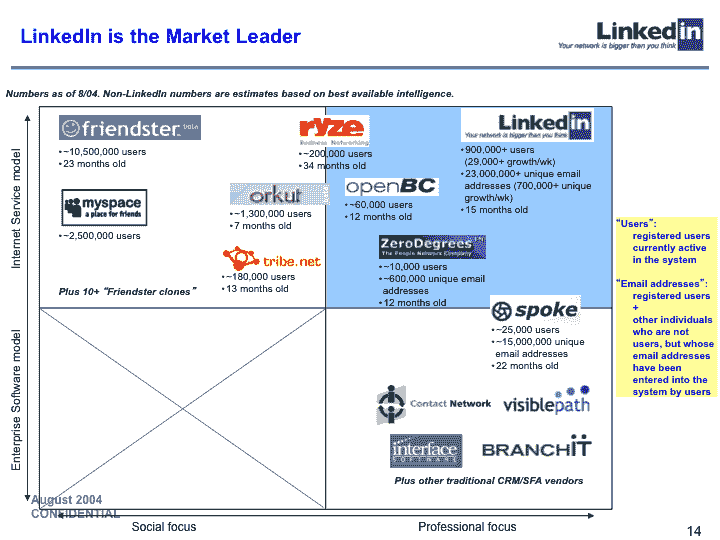 LinkedIn is the Market Leader
Linked in
Your network is bigger than you think
Numbers as of 8/04. Non-LinkedIn numbers are estimates based on best available intelligence.
Internet Service model
friendster beta
•~10,500,000 users
•23 months old
myspace
a place for friends
•~2,500,000 users
Plus 10+ “Friendster clones”
ryze
Business Networking
•~200,000 users
•34 months old
orkut
•~1,300,000 users
•7 months old
tribe.net
•~180,000 users
•13 months old
Linked in
Your network is bigger than you think
•900,000+ users
(29,000+ growth/wk)
•23,000,000+ unique email
addresses (700,000+ unique
growth/wk)
•15 months old
openBC
•~60,000 users
•12 months old
ZeroDegrees
The People Network Company
•~10,000 users
•~600,000 unique email
addresses
•12 months old
spoke
•~25,000 users
•~15,000,000 unique
email addresses
•22 months old
“Users”:
registered users
currently active
in the system
“Email addresses”:
registered users
+
other individuals
who are not
users, but whose
email addresses
have been
entered into the
system by users
Enterprise Software model
Contact Network
visiblepath
interface
BRANCHIT
Plus other traditional CRM/SFA vendors
August 2004
CONFIDENTIAL
Social focus
Professional focus
14